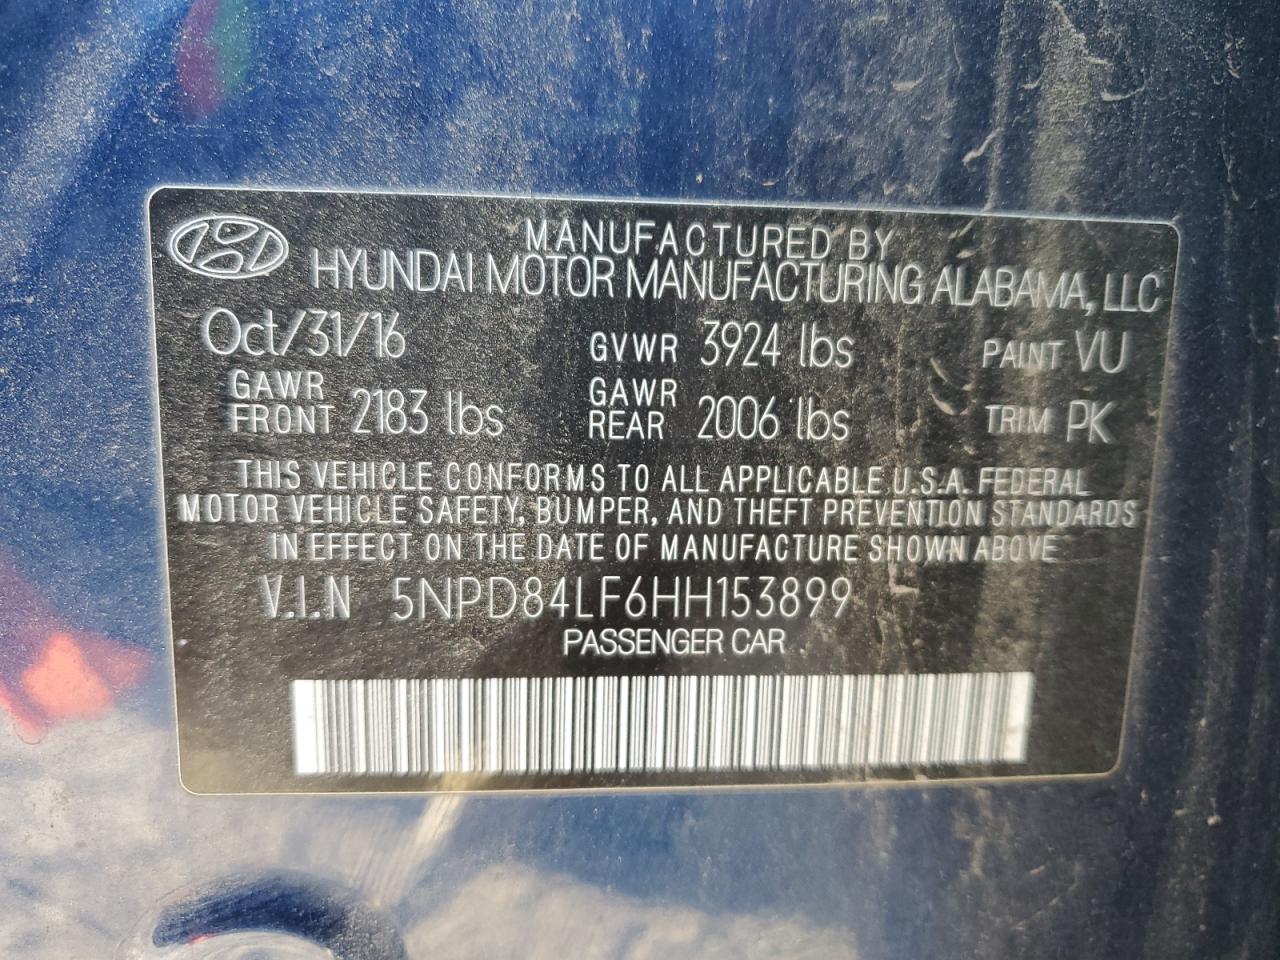 MANUFACTURED BY
HYUNDAI MOTOR MANUFACTURING ALABAMA, LLC
Oct/31/16 GVWR 3924 lbs PAINT VU
GAWR FRONT 2183 lbs GAWR REAR 2006 lbs TRIM PK
THIS VEHICLE CONFORMS TO ALL APPLICABLE U.S.A. FEDERAL
MOTOR VEHICLE SAFETY, BUMPER, AND THEFT PREVENTION STANDARDS
IN EFFECT ON THE DATE OF MANUFACTURE SHOWN ABOVE
V.I.N 5NPD84LF6HH153899
PASSENGER CAR